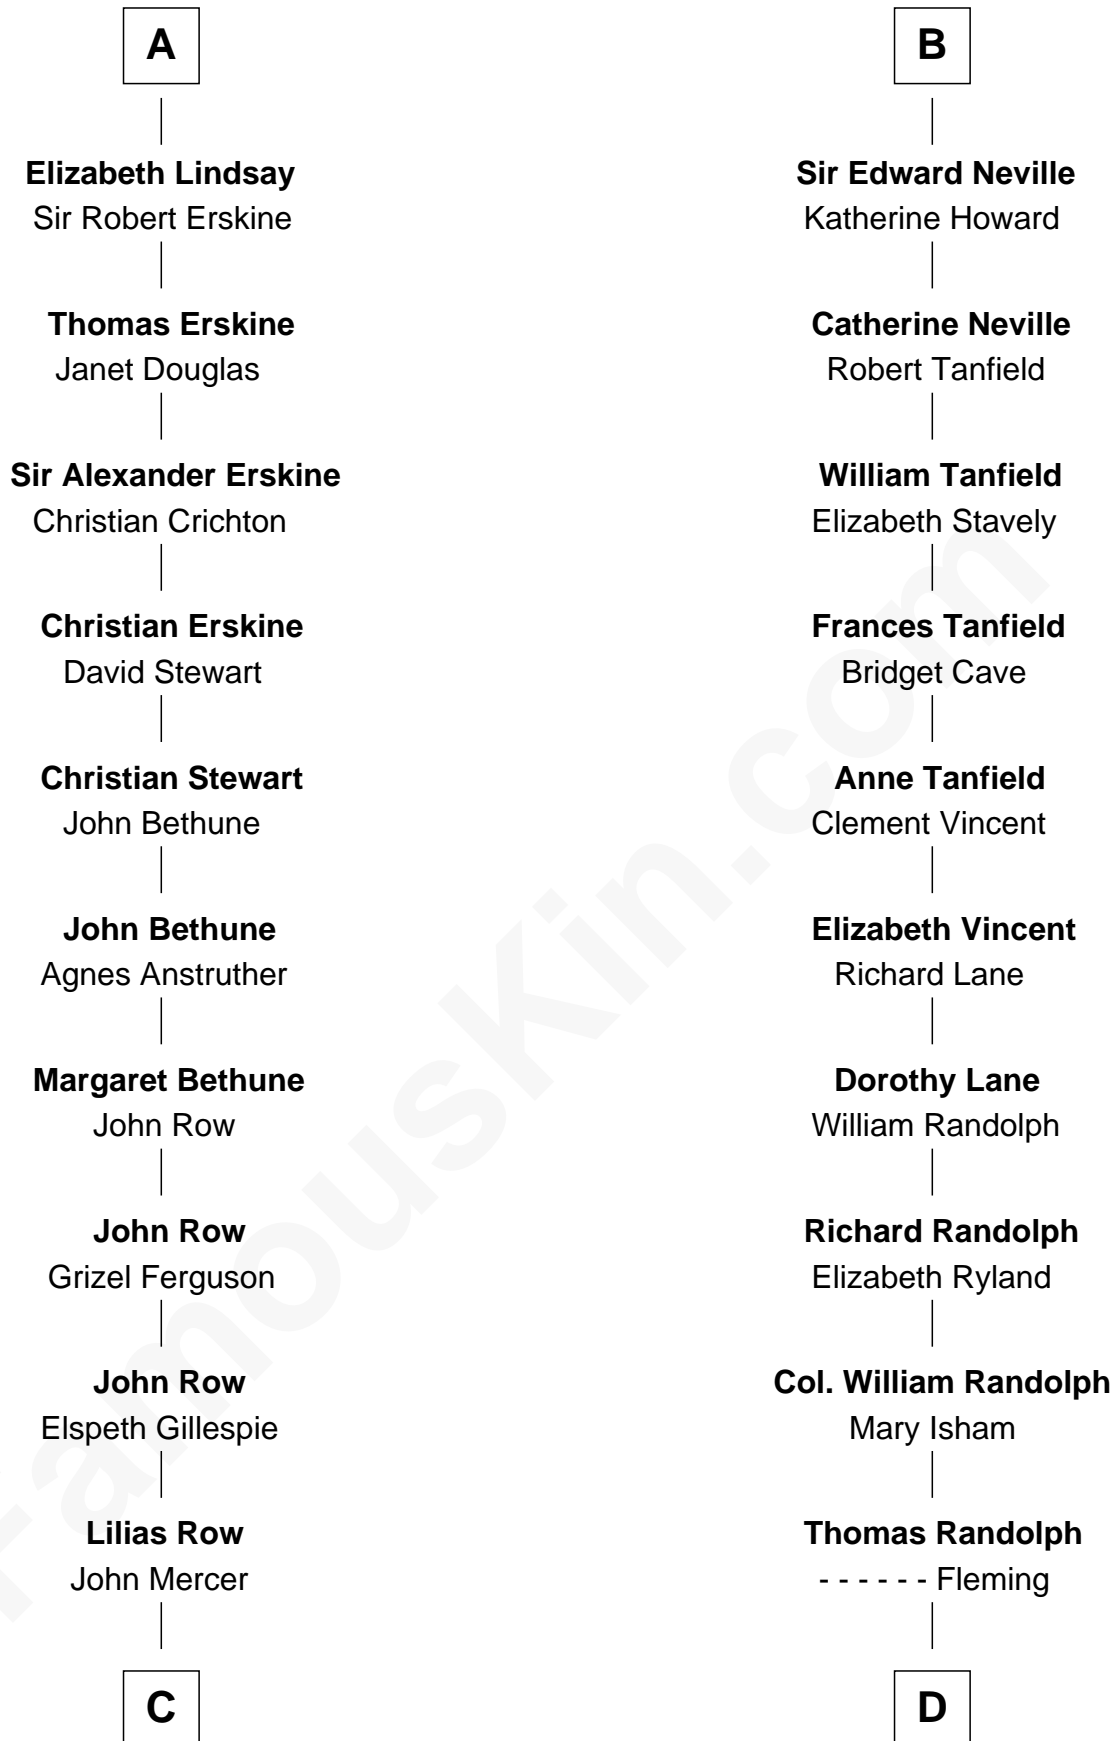 A
Elizabeth Lindsay
Sir Robert Erskine
Thomas Erskine
Janet Douglas
Sir Alexander Erskine
Christian Crichton
Christian Erskine
David Stewart
Christian Stewart
John Bethune
John Bethune
Agnes Anstruther
Margaret Bethune
John Row
John Row
Grizel Ferguson
John Row
Elspeth Gillespie
Lilias Row
John Mercer
C
B
Sir Edward Neville
Katherine Howard
Catherine Neville
Robert Tanfield
William Tanfield
Elizabeth Stavely
Frances Tanfield
Bridget Cave
Anne Tanfield
Clement Vincent
Elizabeth Vincent
Richard Lane
Dorothy Lane
William Randolph
Richard Randolph
Elizabeth Ryland
Col. William Randolph
Mary Isham
Thomas Randolph
- - - - - - Fleming
D
FamousKin.com